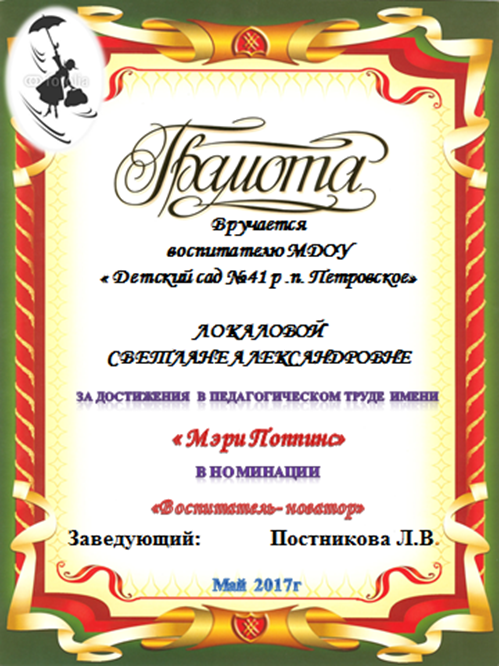 Грамота
Вручается
воспитателю МДОУ
« Детский сад №41 р .п. Петровское»
ЛОКАЛОВОЙ
СВЕТЛАНЕ АЛЕКСАНДРОВНЕ
ЗА ДОСТИЖЕНИЯ В ПЕДАГОГИЧЕСКОМ ТРУДЕ ИМЕНИ
« Мэри Поппинс»
В НОМИНАЦИИ
«Воспитатель- новатор»
Заведующий: Постникова Л.В.
Май 2017г